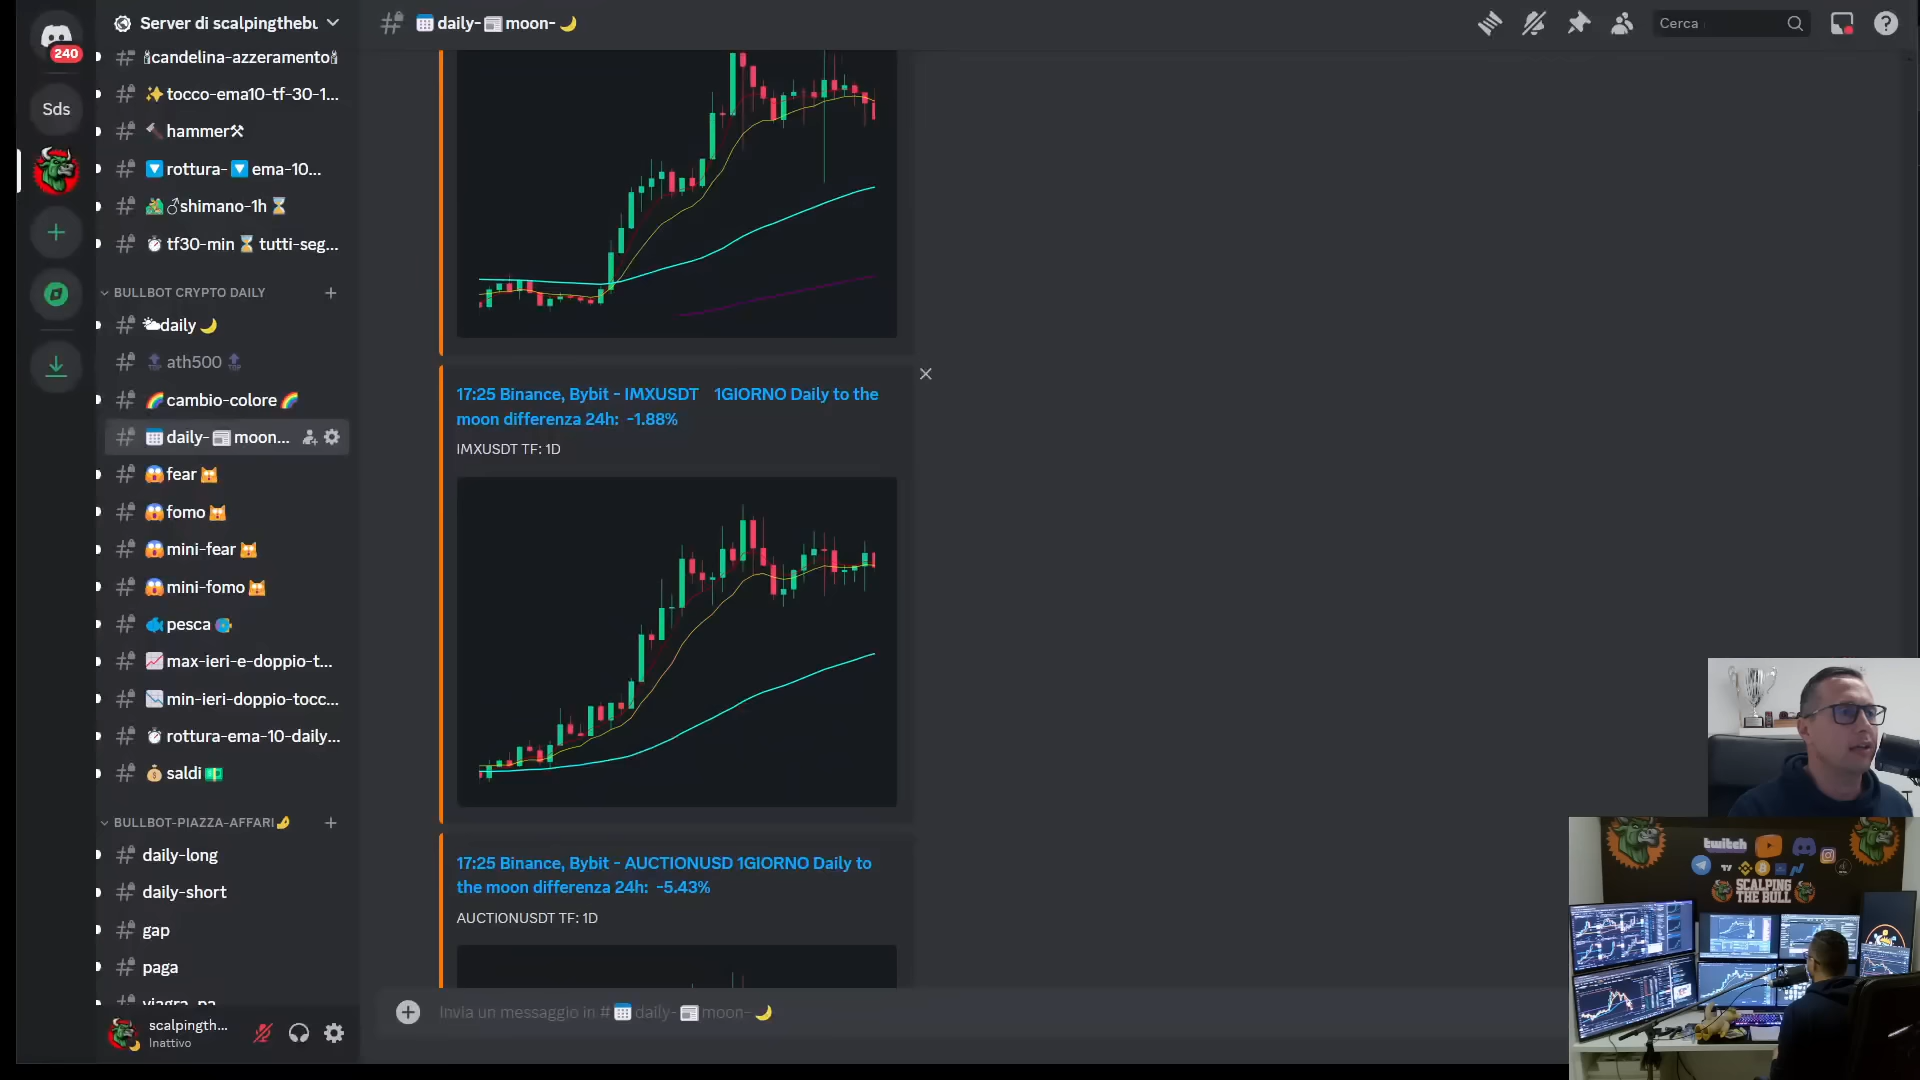 240
Sds
Server di scalpingthebu
candelina-azzeramento
tocco-ema10-tf-30-1...
hammer
rottura- ema-10...
shimano-1h
tf30-min tutti-seg...
BULLBOT CRYPTO DAILY
daily
ath500
cambio-colore
daily- moon...
fear
fomo
mini-fear
mini-fomo
pesca
max-ieri-e-doppio-t...
min-ieri-doppio-tocc...
rottura-ema-10-daily...
saldi
BULLBOT-PIAZZA-AFFARI
daily-long
daily-short
gap
paga
viagra-pa
scalpingth...
Inattivo
daily- moon-
Cerca
17:25 Binance, Bybit - IMXUSDT 1GIORNO Daily to the
moon differenza 24h: -1.88%
IMXUSDT TF: 1D
17:25 Binance, Bybit - AUCTIONUSD 1GIORNO Daily to
the moon differenza 24h: -5.43%
AUCTIONUSDT TF: 1D
Invia un messaggio in # daily- moon-
twitch
SCALPING
THE BULL